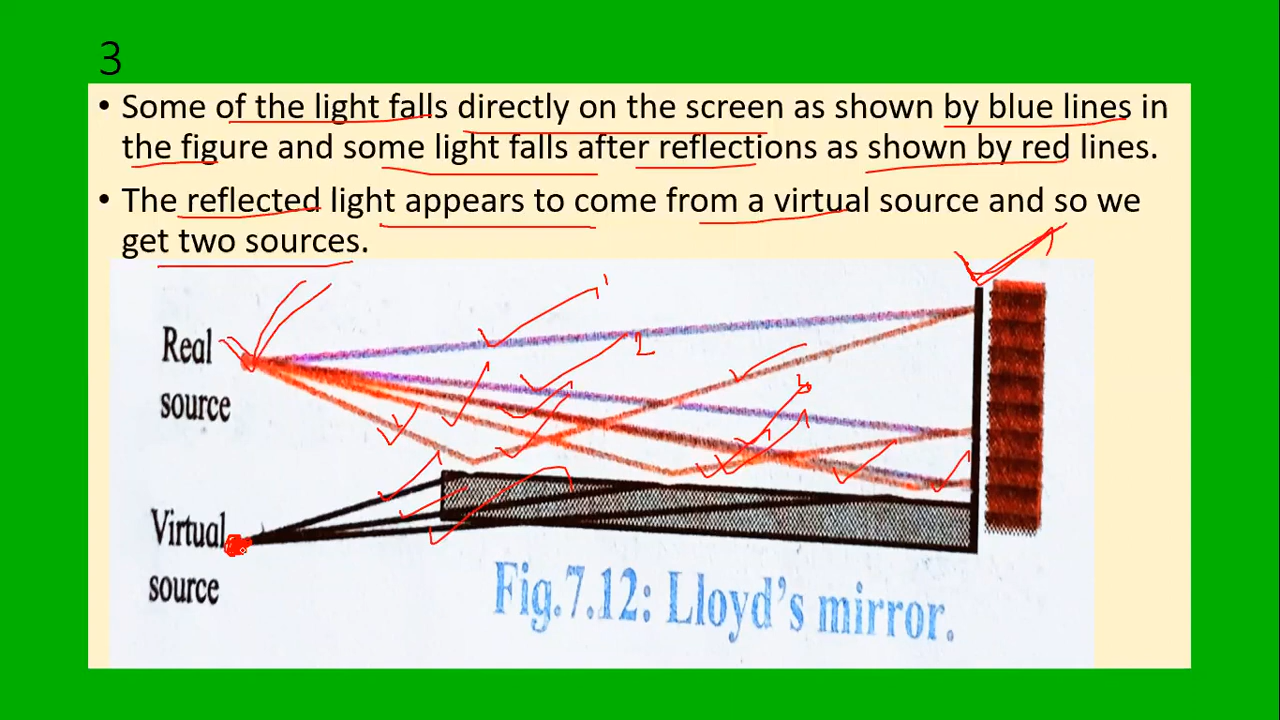 3
• Some of the light falls directly on the screen as shown by blue lines in
the figure and some light falls after reflections as shown by red lines.
• The reflected light appears to come from a virtual source and so we
get two sources.
Real
source
Virtual
source
Fig.7.12: Lloyd's mirror.